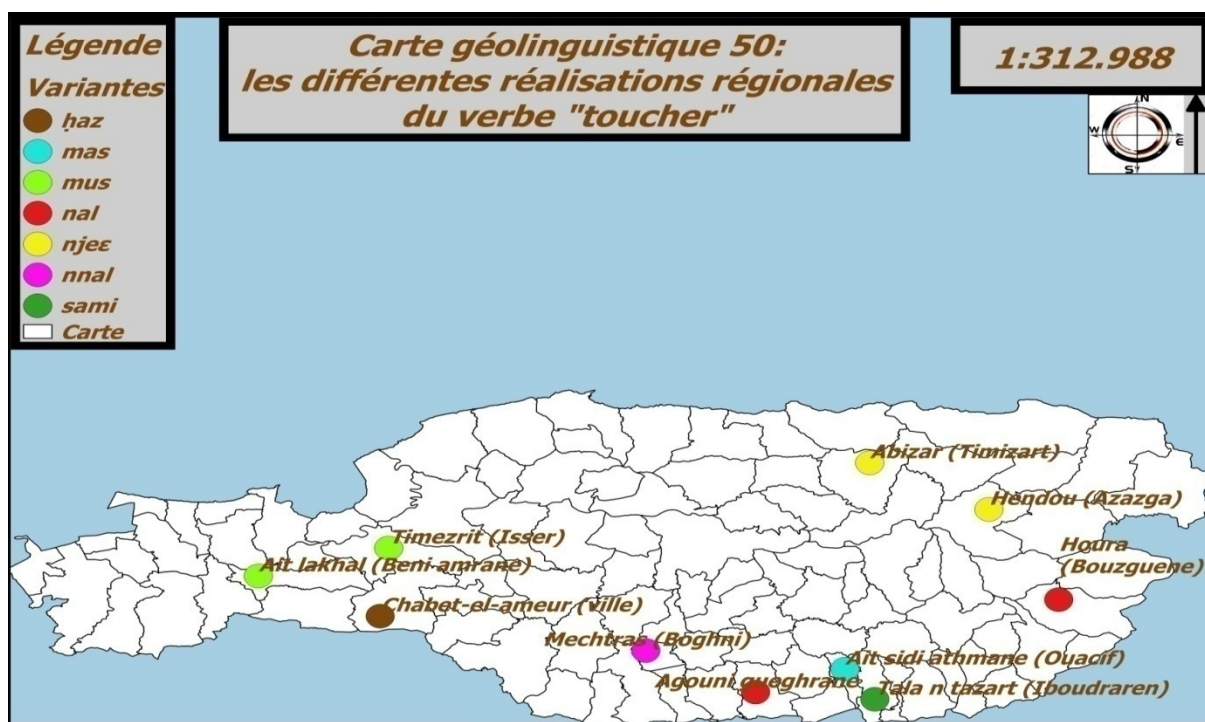 Légende
Variantes
ḥaz
mas
mus
nal
njeɛ
nnal
sami
Carte
Carte géolinguistique 50:
les différentes réalisations régionales
du verbe "toucher"
1:312.988
N
W
E
S
Abizar (Timizart)
Hendou (Azazga)
Timezrit (Isser)
Houra
(Bouzguene)
Ait lakhal (Beni amrane)
Chabet-el-ameur (ville)
Mechtras (Boghni)
Ait sidi athmane (Ouacif)
Agouni gueghrane
Tala n tazart (Iboudraren)